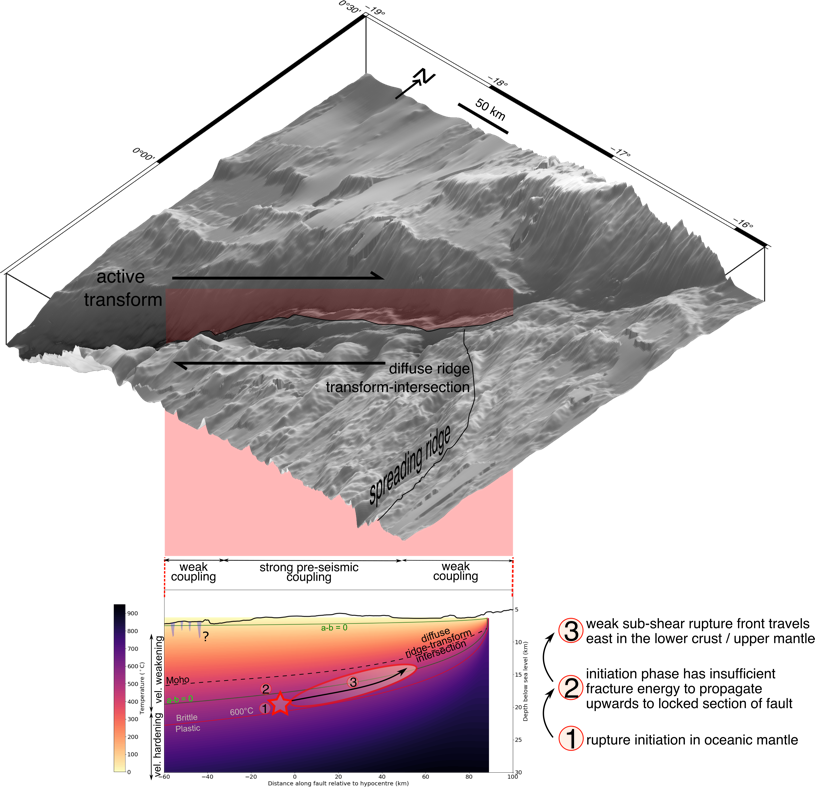 0°30'
-19°
-18°
-17°
-16°
0°00'
N
50 km
active
transform
diffuse ridge
transform-intersection
spreading ridge
weak
coupling
strong pre-seismic
coupling
weak
coupling
900
800
700
600
500
400
300
200
100
0
Temperature (°C)
vel. weakening
vel. hardening
?
a-b = 0
diffuse
ridge-transform
intersection
Moho
a-b = 0
Brittle
Plastic
600°C
1
2
3
5
10
15
20
25
30
Depth below sea level (km)
-60
-40
-20
0
20
40
60
80
100
Distance along fault relative to hypocentre (km)
3 weak sub-shear rupture front travels
east in the lower crust / upper mantle
2 initiation phase has insufficient
fracture energy to propagate
upwards to locked section of fault
1 rupture initiation in oceanic mantle